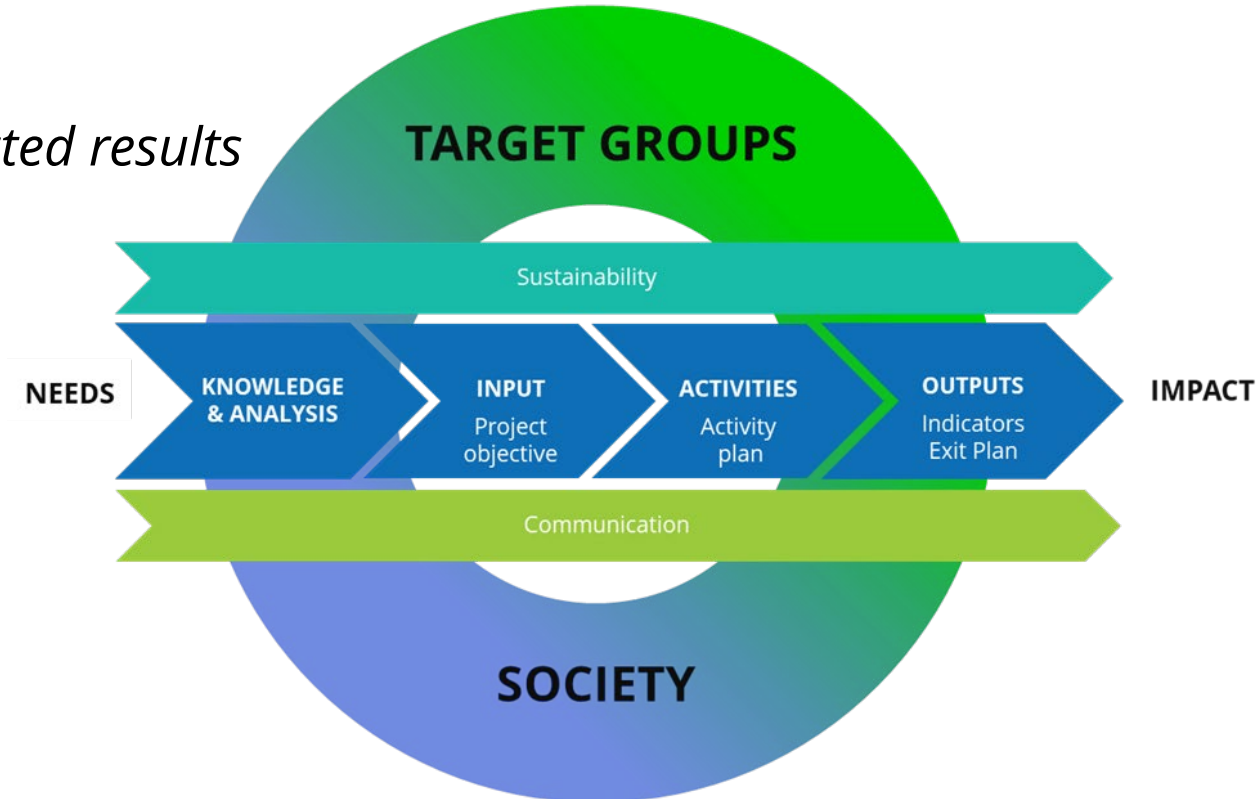 results
TARGET GROUPS
Sustainability
NEEDS
KNOWLEDGE
& ANALYSIS
INPUT
Project
objective
ACTIVITIES
Activity
plan
OUTPUTS
Indicators
Exit Plan
IMPACT
Communication
SOCIETY